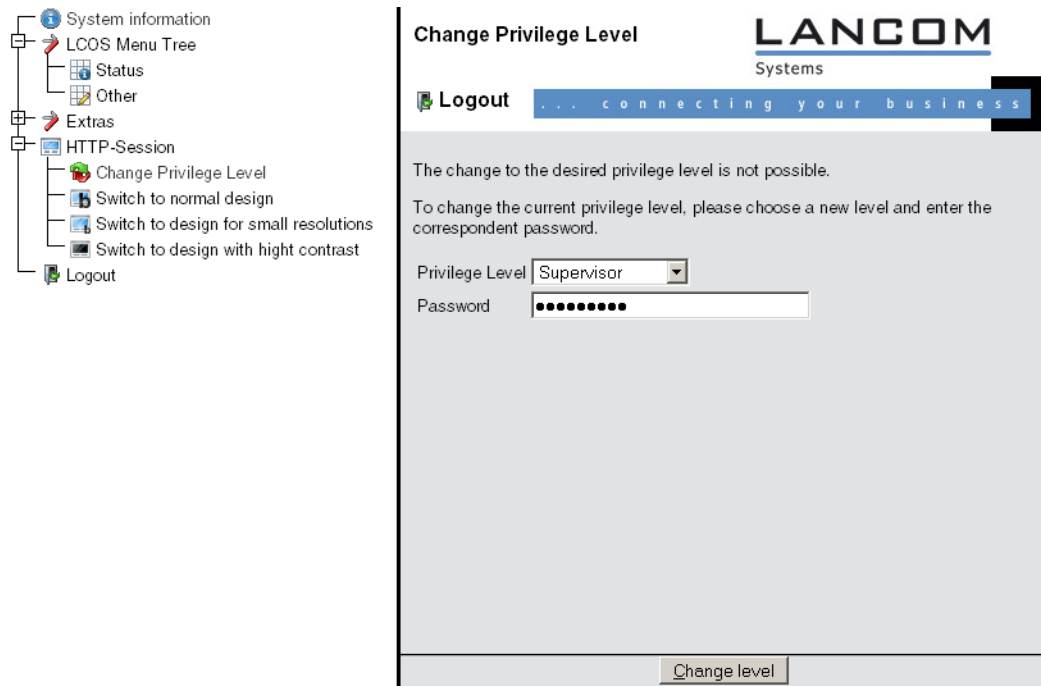 System information
LCOS Menu Tree
Status
Other
Extras
HTTP-Session
Change Privilege Level
Switch to normal design
Switch to design for small resolutions
Switch to design with hight contrast
Logout
Change Privilege Level
LANCOM
Systems
Logout
... connecting your business
The change to the desired privilege level is not possible.
To change the current privilege level, please choose a new level and enter the
correspondent password.
Privilege Level Supervisor
Password ●●●●●●●●●
Change level